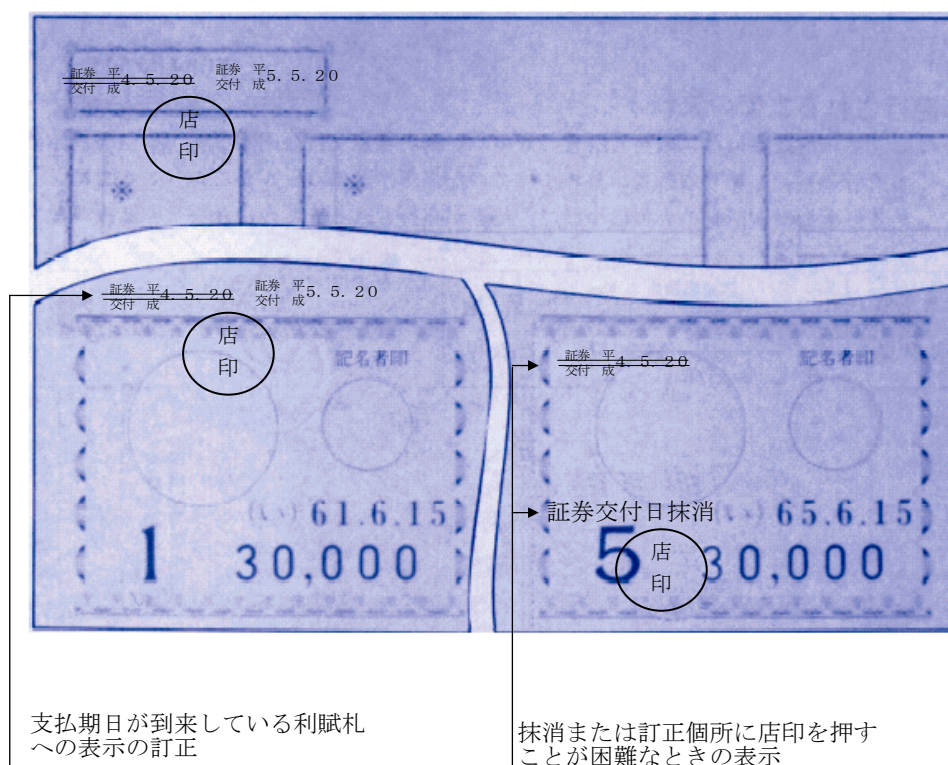 証券交付 平成4.5.20 証券交付 平成5.5.20
店印
※ ※
証券交付 平成4.5.20 証券交付 平成5.5.20
店印
記名者印
(い) 61.6.15
1 30,000
証券交付 平成4.5.20
記名者印
証券交付日抹消
(い) 65.6.15
5 30,000
店印
支払期日が到来している利賦札
への表示の訂正
抹消または訂正個所に店印を押す
ことが困難なときの表示